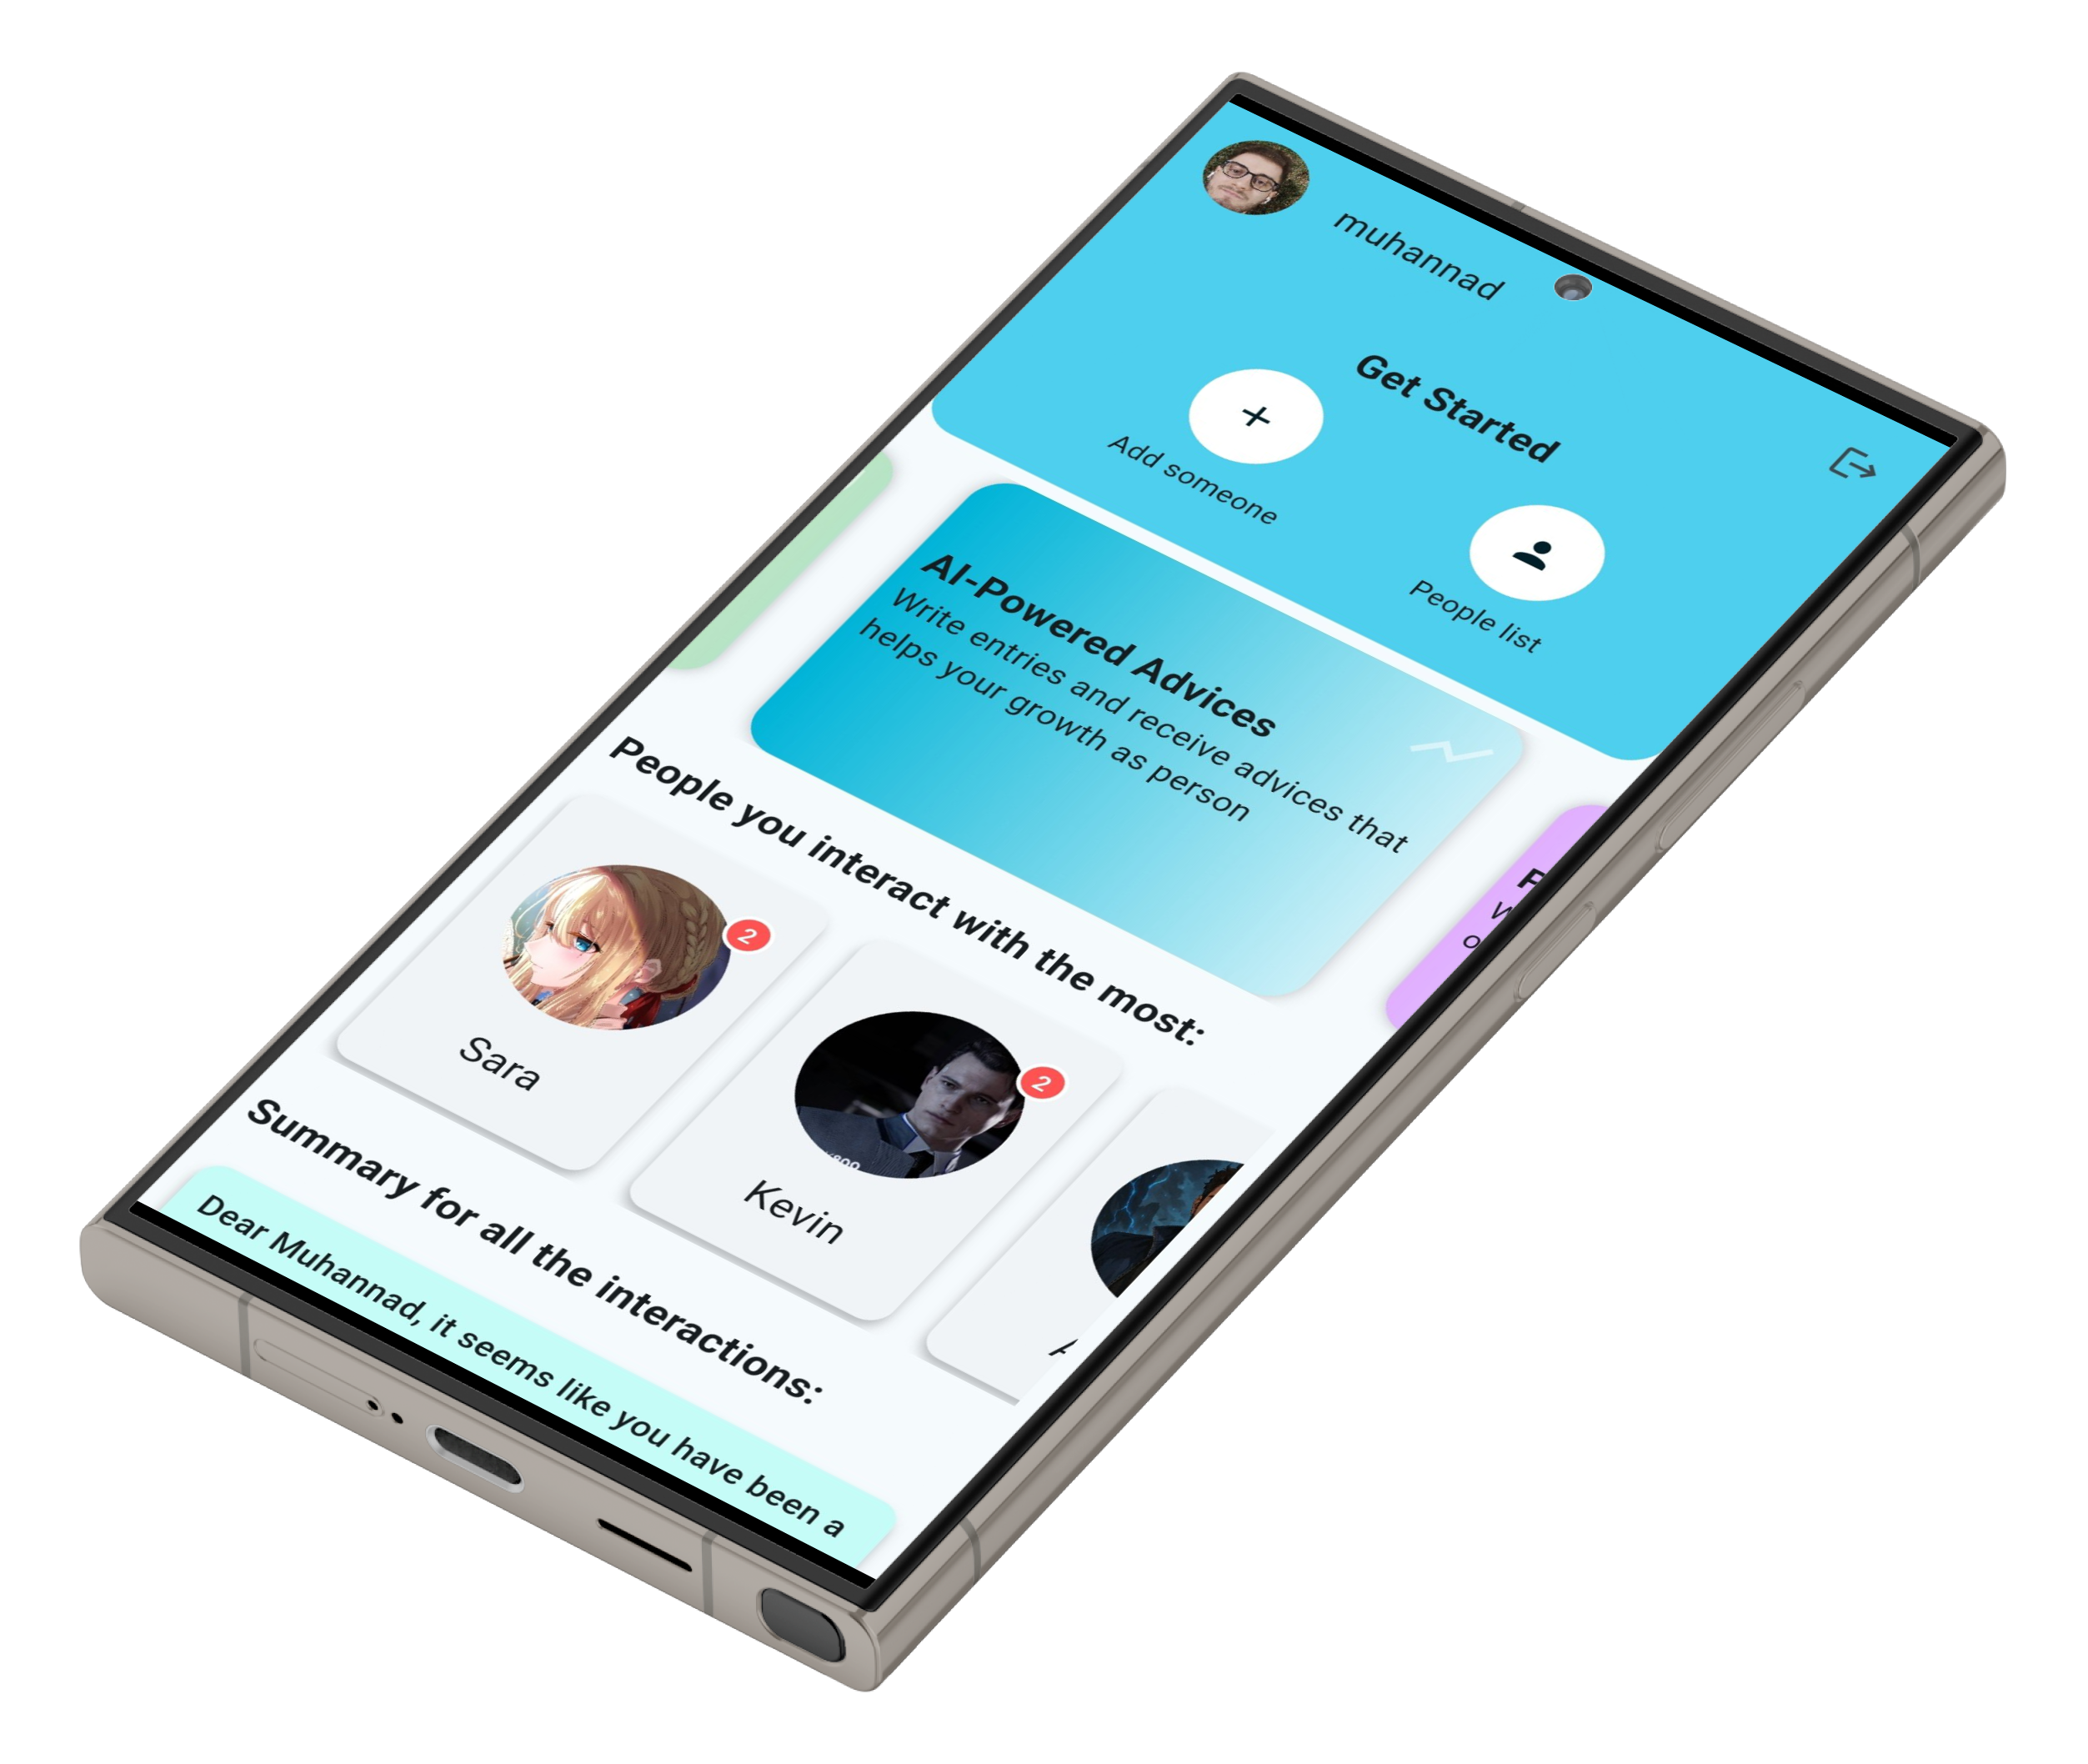 muhannad
Get Started
Add someone
People list
AI-Powered Advices
Write entries and receive advices that
helps your growth as person
People you interact with the most:
2
Sara
2
Kevin
Summary for all the interactions:
Dear Muhannad, it seems like you have been a